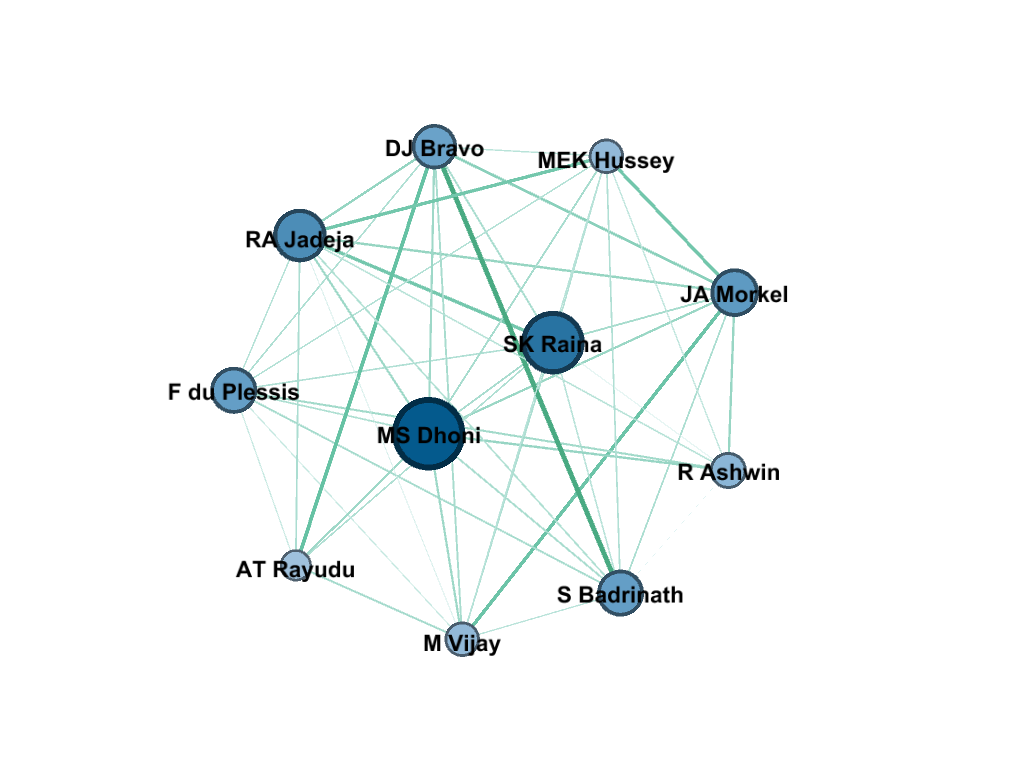 DJ Bravo
MEK Hussey
RA Jadeja
JA Morkel
SK Raina
F du Plessis
MS Dhoni
R Ashwin
AT Rayudu
S Badrinath
M Vijay